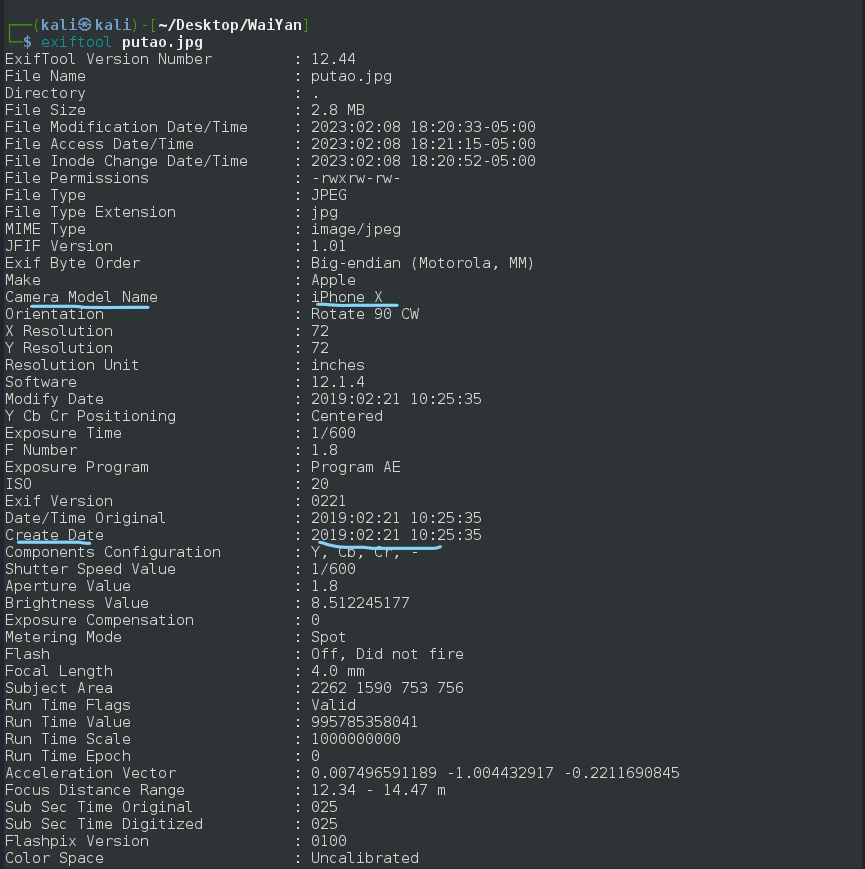 ┌──(kali㉿kali)-[~/Desktop/WaiYan]
└─$ exiftool putao.jpg
ExifTool Version Number : 12.44
File Name : putao.jpg
Directory : .
File Size : 2.8 MB
File Modification Date/Time : 2023:02:08 18:20:33-05:00
File Access Date/Time : 2023:02:08 18:21:15-05:00
File Inode Change Date/Time : 2023:02:08 18:20:52-05:00
File Permissions : -rwxrw-rw-
File Type : JPEG
File Type Extension : jpg
MIME Type : image/jpeg
JFIF Version : 1.01
Exif Byte Order : Big-endian (Motorola, MM)
Make : Apple
Camera Model Name : iPhone X
Orientation : Rotate 90 CW
X Resolution : 72
Y Resolution : 72
Resolution Unit : inches
Software : 12.1.4
Modify Date : 2019:02:21 10:25:35
Y Cb Cr Positioning : Centered
Exposure Time : 1/600
F Number : 1.8
Exposure Program : Program AE
ISO : 20
Exif Version : 0221
Date/Time Original : 2019:02:21 10:25:35
Create Date : 2019:02:21 10:25:35
Components Configuration : Y, Cb, Cr, -
Shutter Speed Value : 1/600
Aperture Value : 1.8
Brightness Value : 8.512245177
Exposure Compensation : 0
Metering Mode : Spot
Flash : Off, Did not fire
Focal Length : 4.0 mm
Subject Area : 2262 1590 753 756
Run Time Flags : Valid
Run Time Value : 995785358041
Run Time Scale : 1000000000
Run Time Epoch : 0
Acceleration Vector : 0.007496591189 -1.004432917 -0.2211690845
Focus Distance Range : 12.34 - 14.47 m
Sub Sec Time Original : 025
Sub Sec Time Digitized : 025
Flashpix Version : 0100
Color Space : Uncalibrated